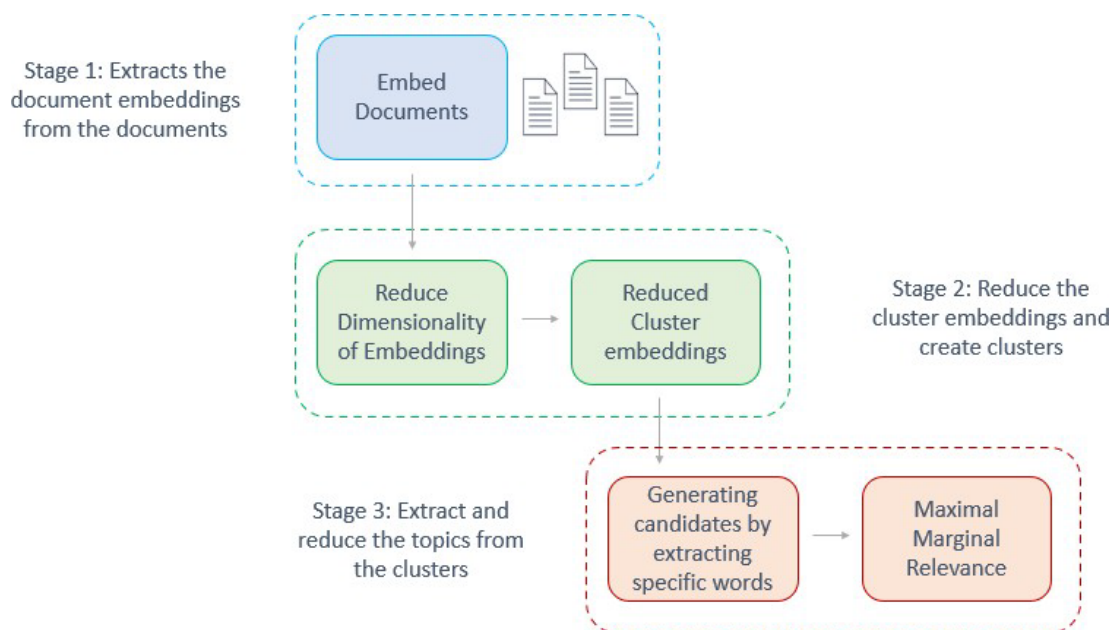 Stage 1: Extracts the
document embeddings
from the documents
Embed
Documents
Reduce
Dimensionality
of Embeddings
Reduced
Cluster
embeddings
Stage 2: Reduce the
cluster embeddings and
create clusters
Stage 3: Extract and
reduce the topics from
the clusters
Generating
candidates by
extracting
specific words
Maximal
Marginal
Relevance